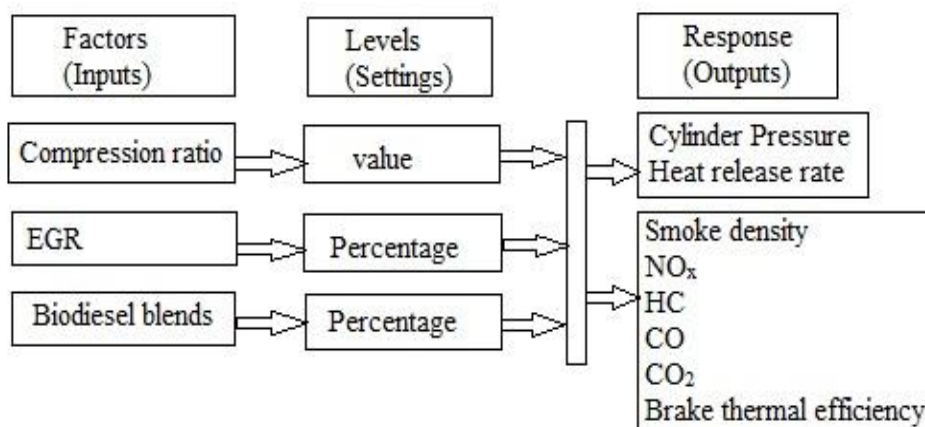 Factors
(Inputs)
Levels
(Settings)
Response
(Outputs)
Compression ratio
value
Cylinder Pressure
Heat release rate
EGR
Percentage
Biodiesel blends
Percentage
Smoke density
NOₓ
HC
CO
CO₂
Brake thermal efficiency